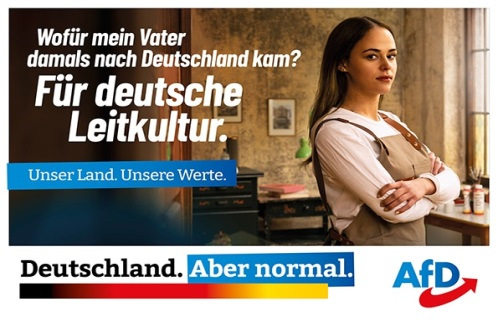 Wofür mein Vater
damals nach Deutschland kam?
Für deutsche
Leitkultur.
Unser Land. Unsere Werte.
Deutschland. Aber normal.
AfD